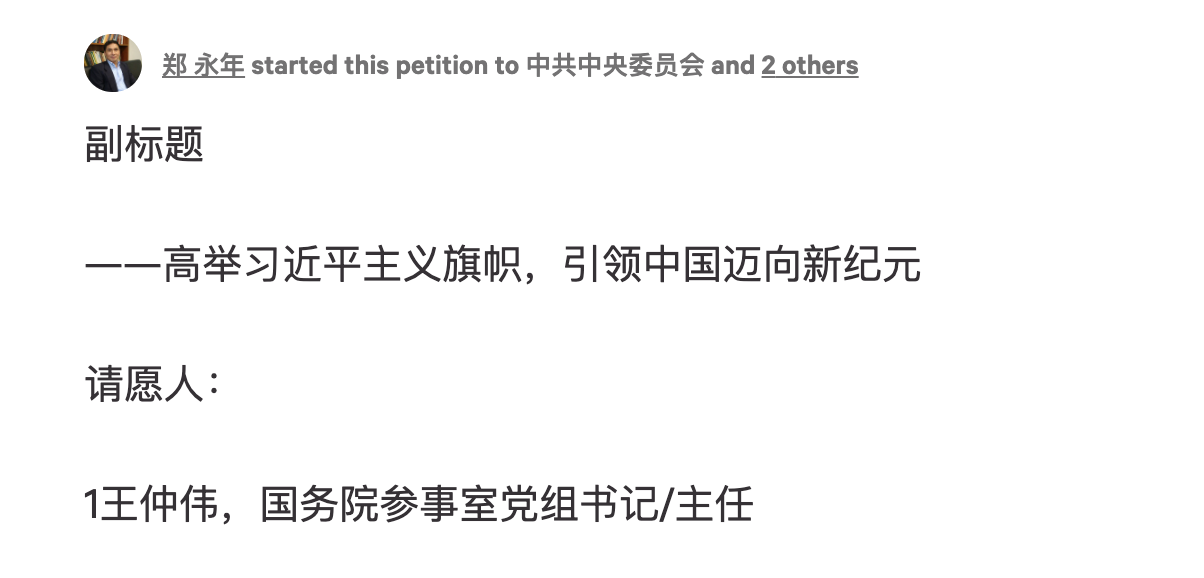 郑 永年 started this petition to 中共中央委员会 and 2 others
副标题
——高举习近平主义旗帜，引领中国迈向新纪元
请愿人：
1王仲伟，国务院参事室党组书记/主任